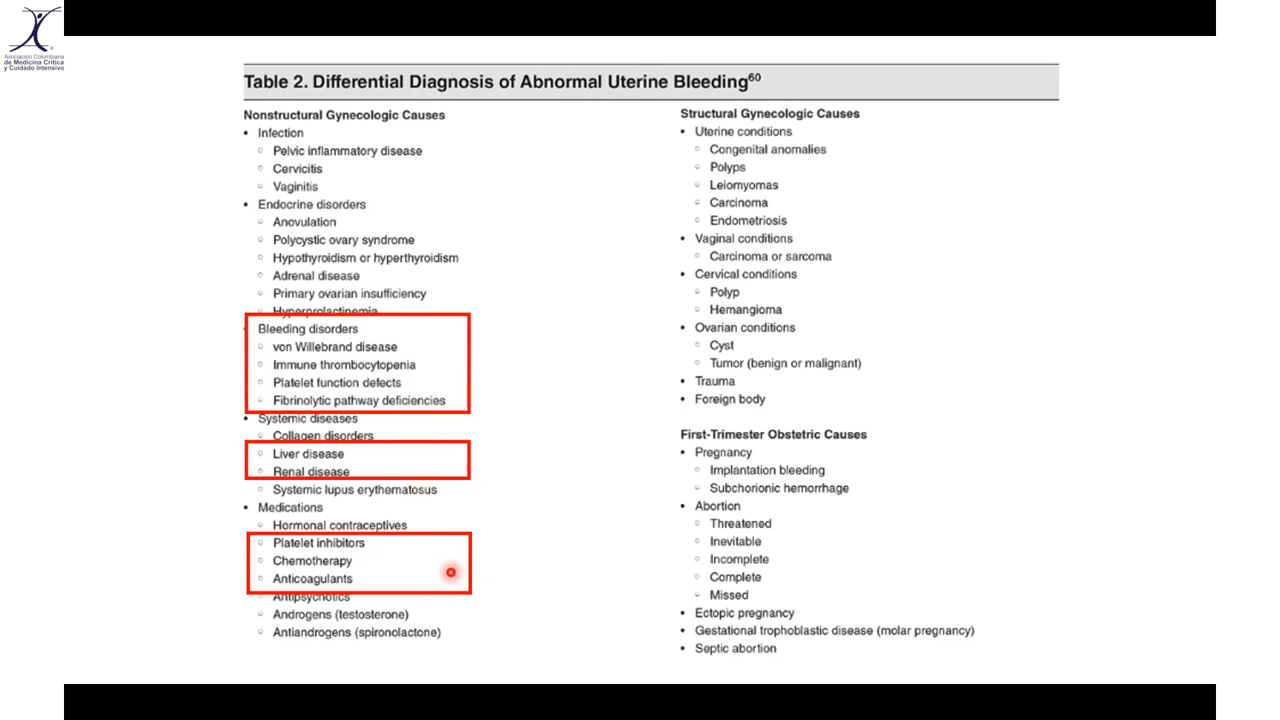 Asociación Colombiana
de Medicina Crítica
y Cuidado Intensivo
Table 2. Differential Diagnosis of Abnormal Uterine Bleeding60
Nonstructural Gynecologic Causes
• Infection
○ Pelvic inflammatory disease
○ Cervicitis
○ Vaginitis
• Endocrine disorders
○ Anovulation
○ Polycystic ovary syndrome
○ Hypothyroidism or hyperthyroidism
○ Adrenal disease
○ Primary ovarian insufficiency
○ Hyperprolactinemia
• Bleeding disorders
○ von Willebrand disease
○ Immune thrombocytopenia
○ Platelet function defects
○ Fibrinolytic pathway deficiencies
• Systemic diseases
○ Collagen disorders
○ Liver disease
○ Renal disease
○ Systemic lupus erythematosus
• Medications
○ Hormonal contraceptives
○ Platelet inhibitors
○ Chemotherapy
○ Anticoagulants
○ Antipsychotics
○ Androgens (testosterone)
○ Antiandrogens (spironolactone)
Structural Gynecologic Causes
• Uterine conditions
○ Congenital anomalies
○ Polyps
○ Leiomyomas
○ Carcinoma
○ Endometriosis
• Vaginal conditions
○ Carcinoma or sarcoma
• Cervical conditions
○ Polyp
○ Hemangioma
• Ovarian conditions
○ Cyst
○ Tumor (benign or malignant)
• Trauma
• Foreign body
First-Trimester Obstetric Causes
• Pregnancy
○ Implantation bleeding
○ Subchorionic hemorrhage
• Abortion
○ Threatened
○ Inevitable
○ Incomplete
○ Complete
○ Missed
• Ectopic pregnancy
• Gestational trophoblastic disease (molar pregnancy)
• Septic abortion